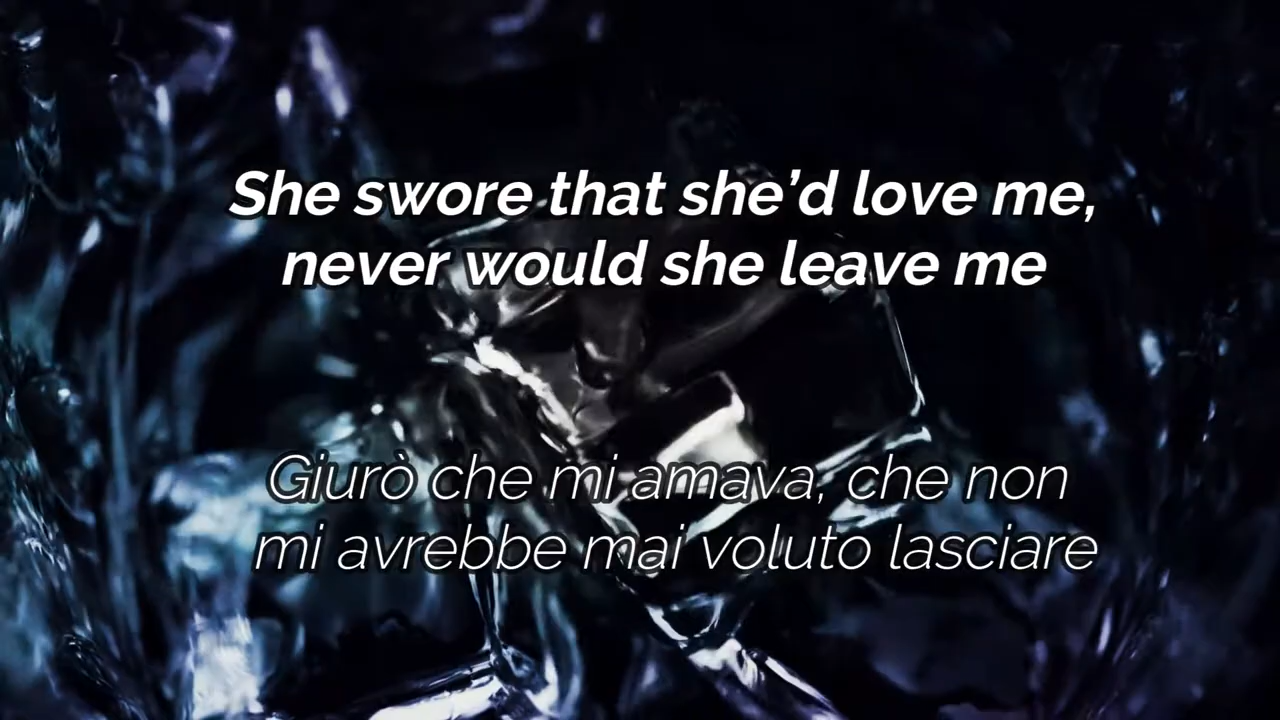 She swore that she’d love me,
never would she leave me
Giurò che mi amava, che non
mi avrebbe mai voluto lasciare